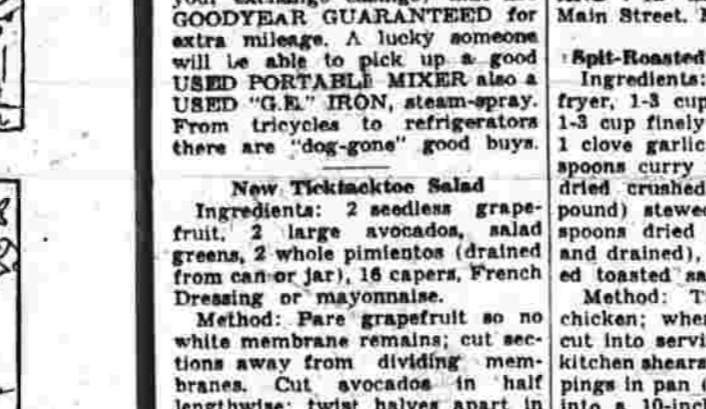 GOODYEAR GUARANTEED for
extra mileage. A lucky someone
will be able to pick up a good
USED PORTABLE MIXER also a
USED "G.E." IRON, steam-spray.
From tricycles to refrigerators
there are "dog-gone" good buys.
New Ticktacktoe Salad
Ingredients: 2 seedless grape-
fruit, 2 large avocados, salad
greens, 2 whole pimientos (drained
from can or jar), 16 capers, French
Dressing or mayonnaise.
Method: Pare grapefruit so no
white membrane remains; cut sec-
tions away from dividing mem-
branes. Cut avocados in half
lengthwise; twist halves apart in
Main Street.
Spit-Roasted
Ingredients:
fryer, 1-3 cup
1-3 cup finely
1 clove garlic
spoons curry
dried crushed
pound) stewed
spoons dried
and drained),
ed toasted
Method:
chicken;
cut into
kitchen shears
pings in pan
into a 10-inch